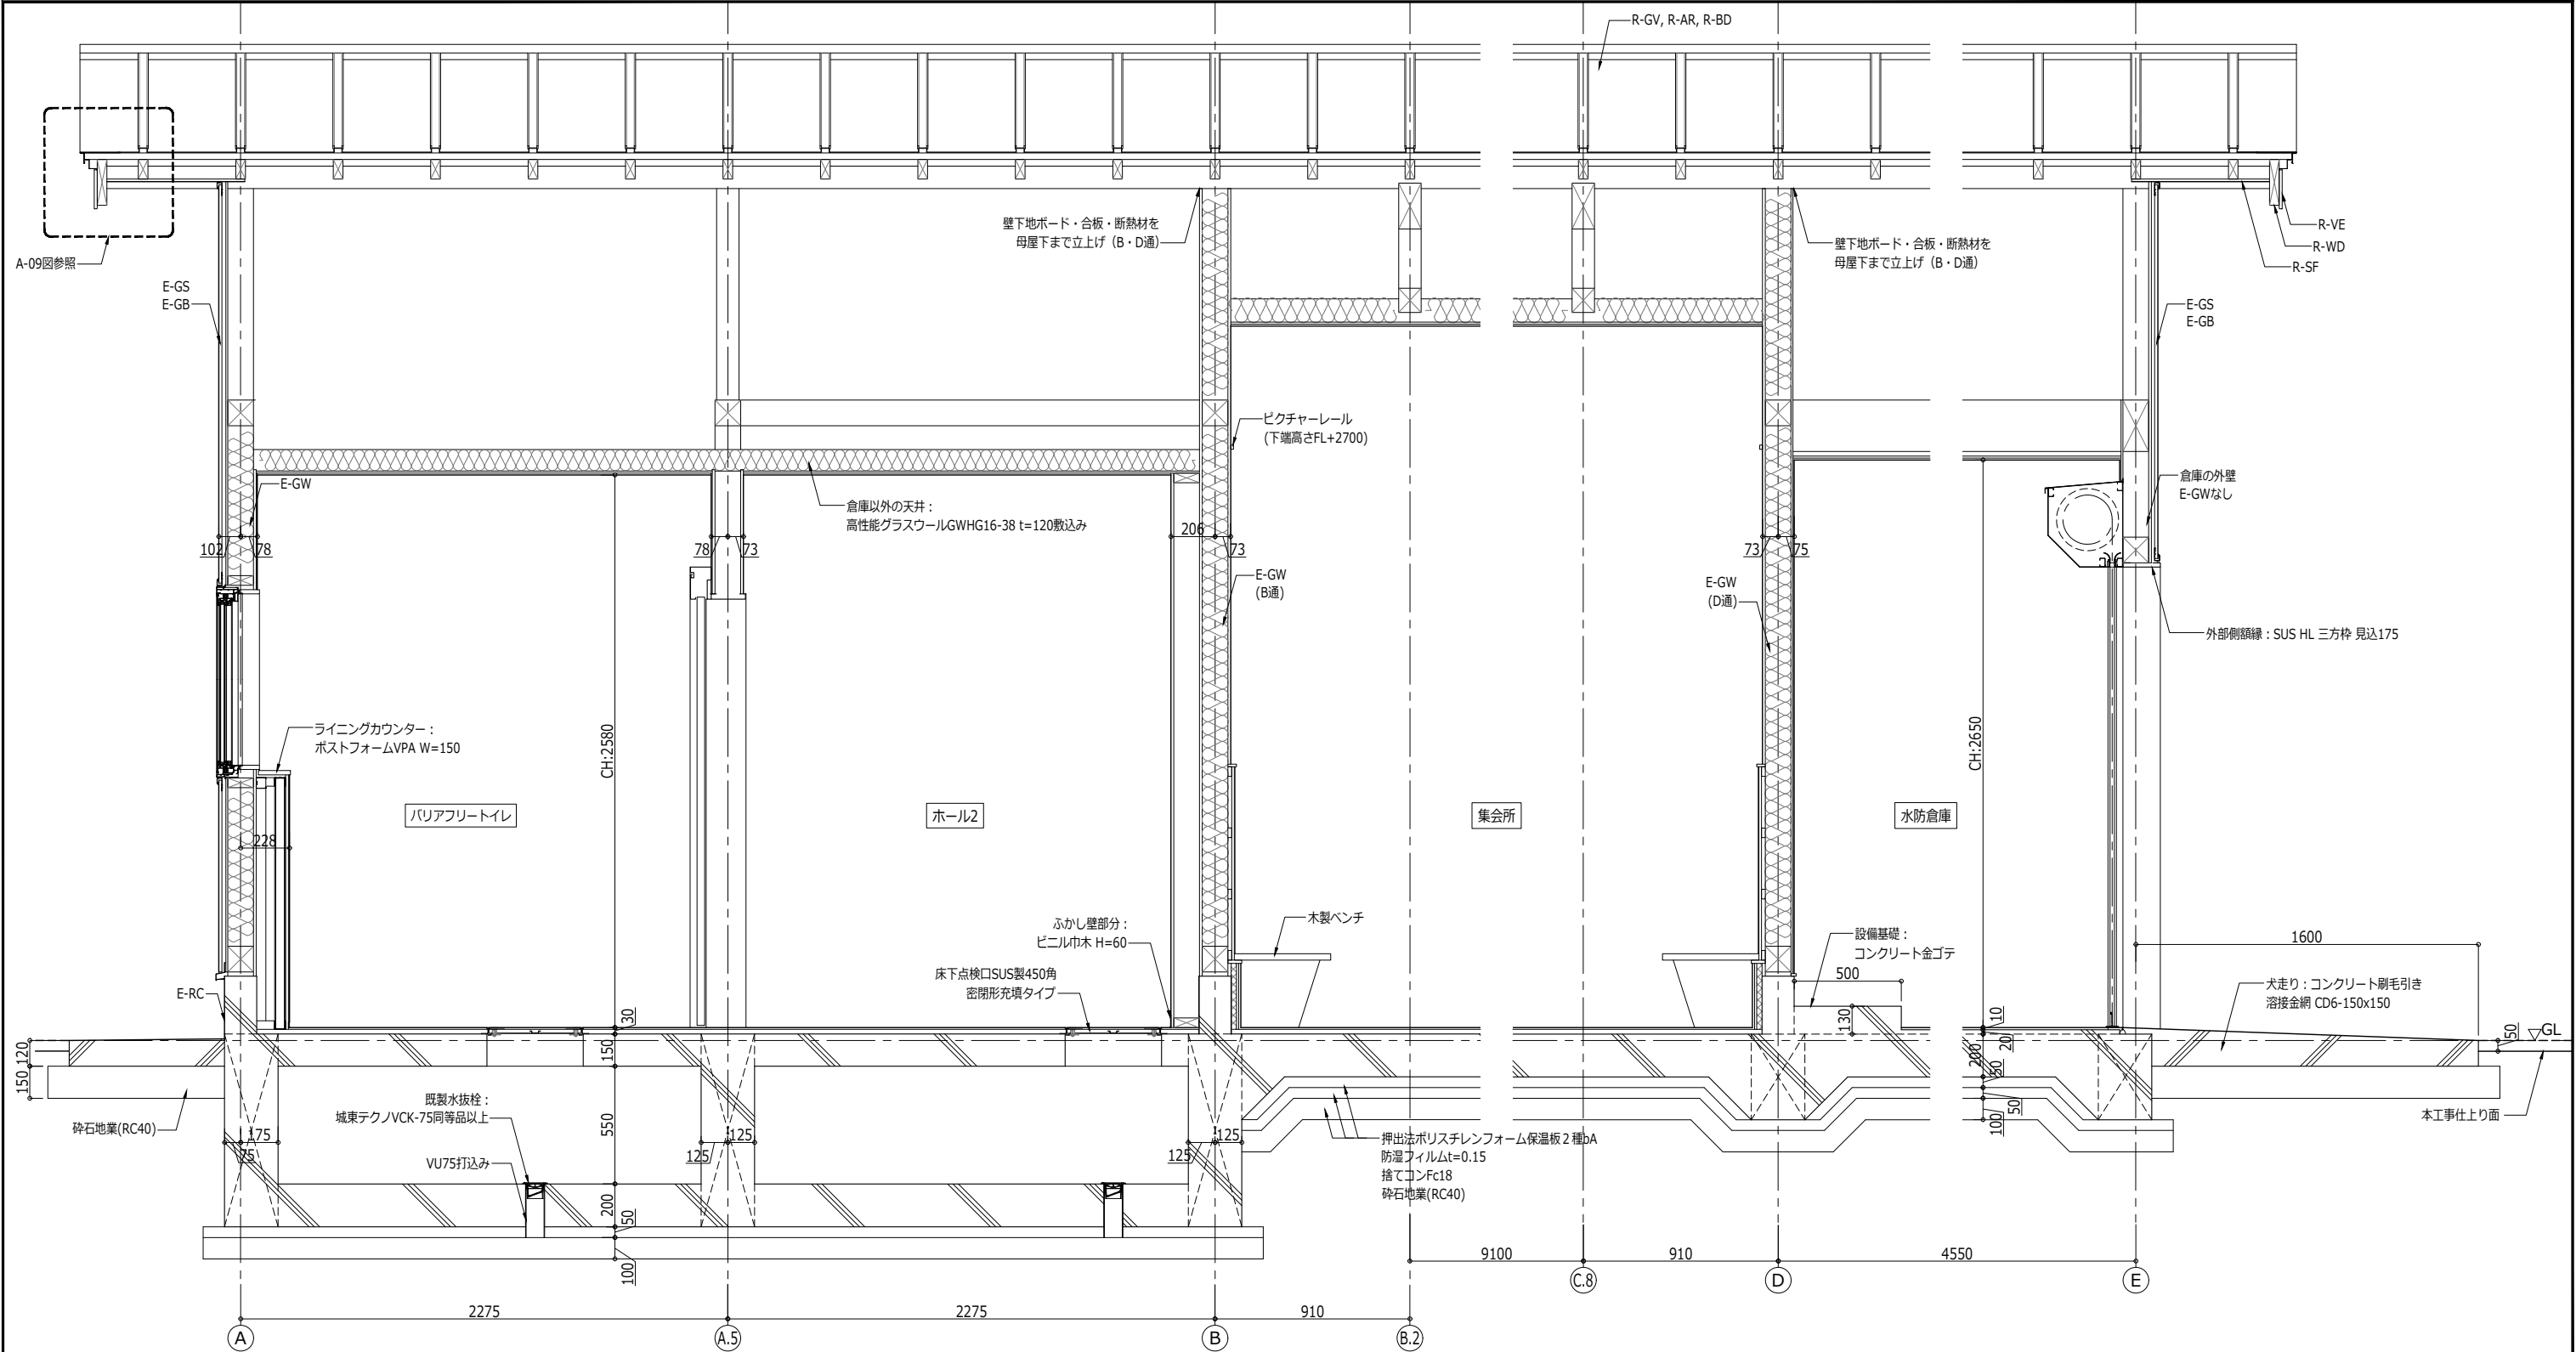 R-GV, R-AR, R-BD
A-09図参照
E-GS
E-GB
壁下地ボード・合板・断熱材を
母屋下まで立上げ（B・D通）
壁下地ボード・合板・断熱材を
母屋下まで立上げ（B・D通）
R-VE
R-WD
R-SF
E-GS
E-GB
ピクチャーレール
(下端高さFL+2700)
E-GW
倉庫以外の天井：
高性能グラスウールGWHG16-38 t=120敷込み
倉庫の外壁
E-GWなし
102
78
78
73
206
73
73
75
E-GW
(B通)
E-GW
(D通)
外部側額縁：SUS HL 三方枠 見込175
ライニングカウンター：
ポストフォームVPA W=150
CH:2580
CH:2650
バリアフリートイレ
ホール2
集会所
水防倉庫
228
ふかし壁部分：
ビニル巾木 H=60
木製ベンチ
設備基礎：
コンクリート金ゴテ
500
1600
床下点検口SUS製450角
密閉形充填タイプ
犬走り：コンクリート刷毛引き
溶接金網 CD6-150x150
E-RC
30
130
10
20
50
GL
120
150
150
200
50
50
100
砕石地業(RC40)
既製水抜栓：
城東テクノVCK-75同等品以上
550
本工事仕上り面
175
75
125
125
125
125
VU75打込み
押出法ポリスチレンフォーム保温板２種bA
防湿フィルムt=0.15
捨てコンFc18
砕石地業(RC40)
200
50
100
9100
910
4550
C.8
D
E
2275
2275
910
A
A.5
B
B.2